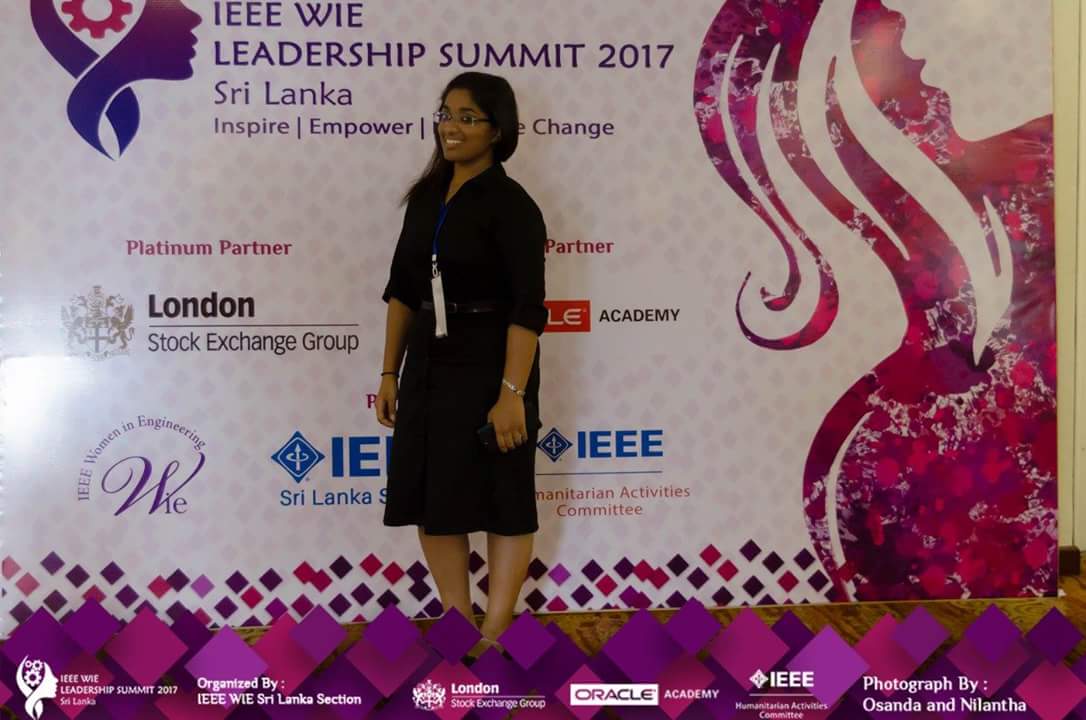 IEEE WIE
LEADERSHIP SUMMIT 2017
Sri Lanka
Inspire | Empower | e Change
Platinum Partner
Partner
London
Stock Exchange Group
LE ACADEMY
IEEE Women in Engineering
Wie
IEEE
Sri Lanka S
IEEE
manitarian Activities
Committee
IEEE WIE
LEADERSHIP SUMMIT 2017
Sri Lanka
Organized By :
IEEE WIE Sri Lanka Section
London
Stock Exchange Group
ORACLE ACADEMY
IEEE
Humanitarian Activities
Committee
Photograph By :
Osanda and Nilantha